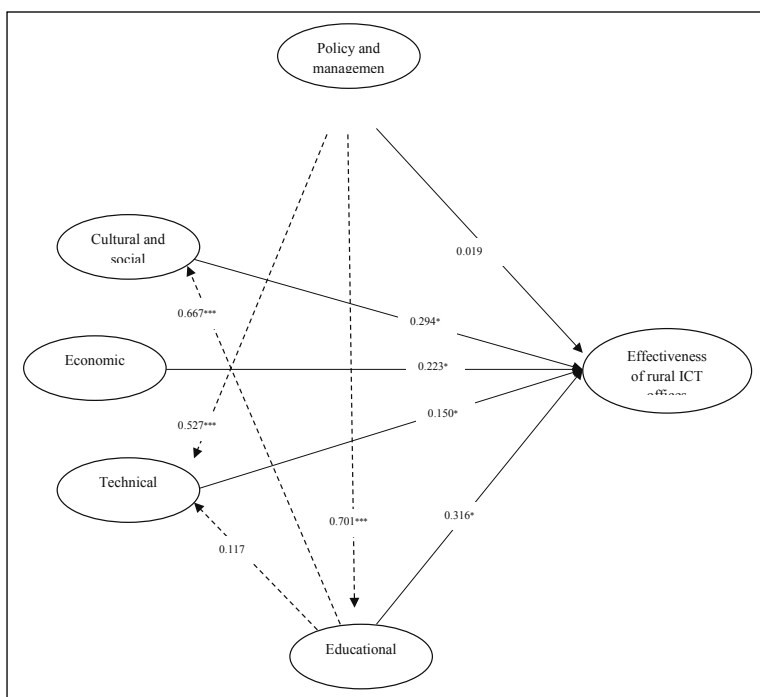 Policy and
managemen
0.019
Cultural and
social
0.667***
0.294*
Economic
0.223*
Effectiveness
of rural ICT
offices
0.527***
0.150*
Technical
0.701***
0.316*
0.117
Educational